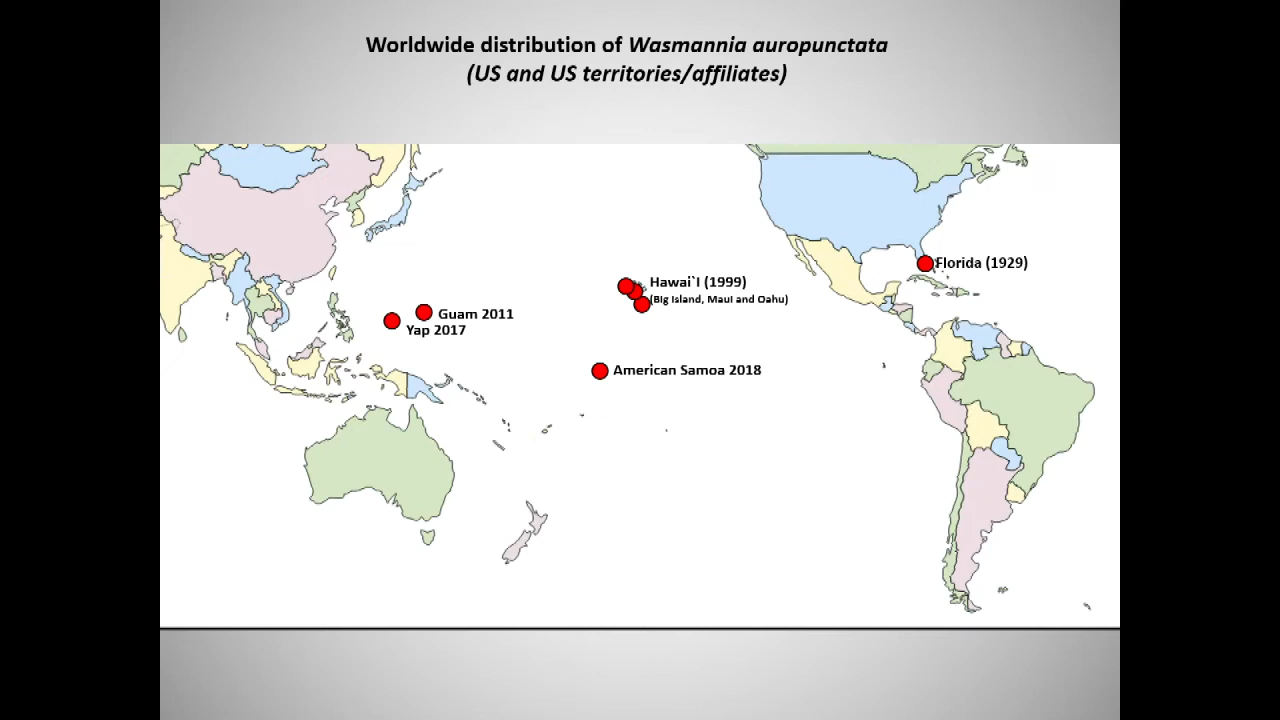 Worldwide distribution of Wasmannia auropunctata
(US and US territories/affiliates)
Florida (1929)
Hawai`I (1999)
(Big Island, Maui and Oahu)
Guam 2011
Yap 2017
American Samoa 2018